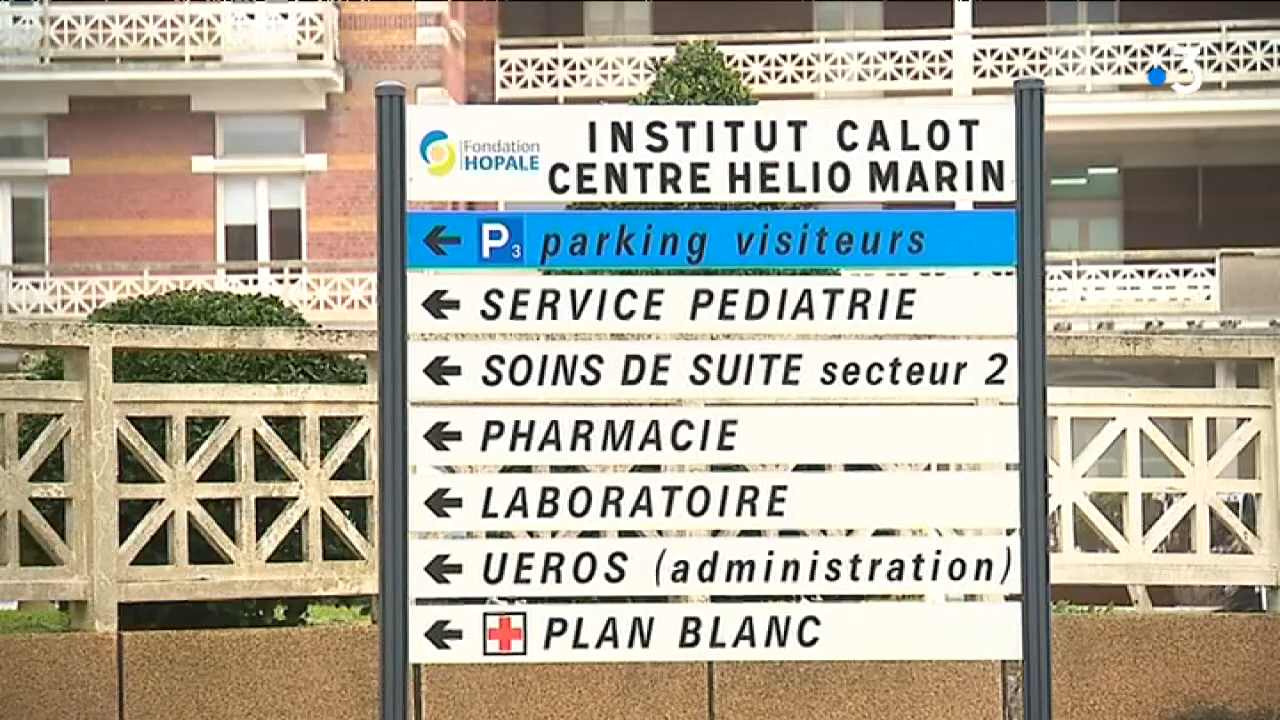 3
Fondation
HOPALE
INSTITUT CALOT
CENTRE HELIO MARIN
P3 parking visiteurs
SERVICE PEDIATRIE
SOINS DE SUITE secteur 2
PHARMACIE
LABORATOIRE
UEROS (administration)
PLAN BLANC